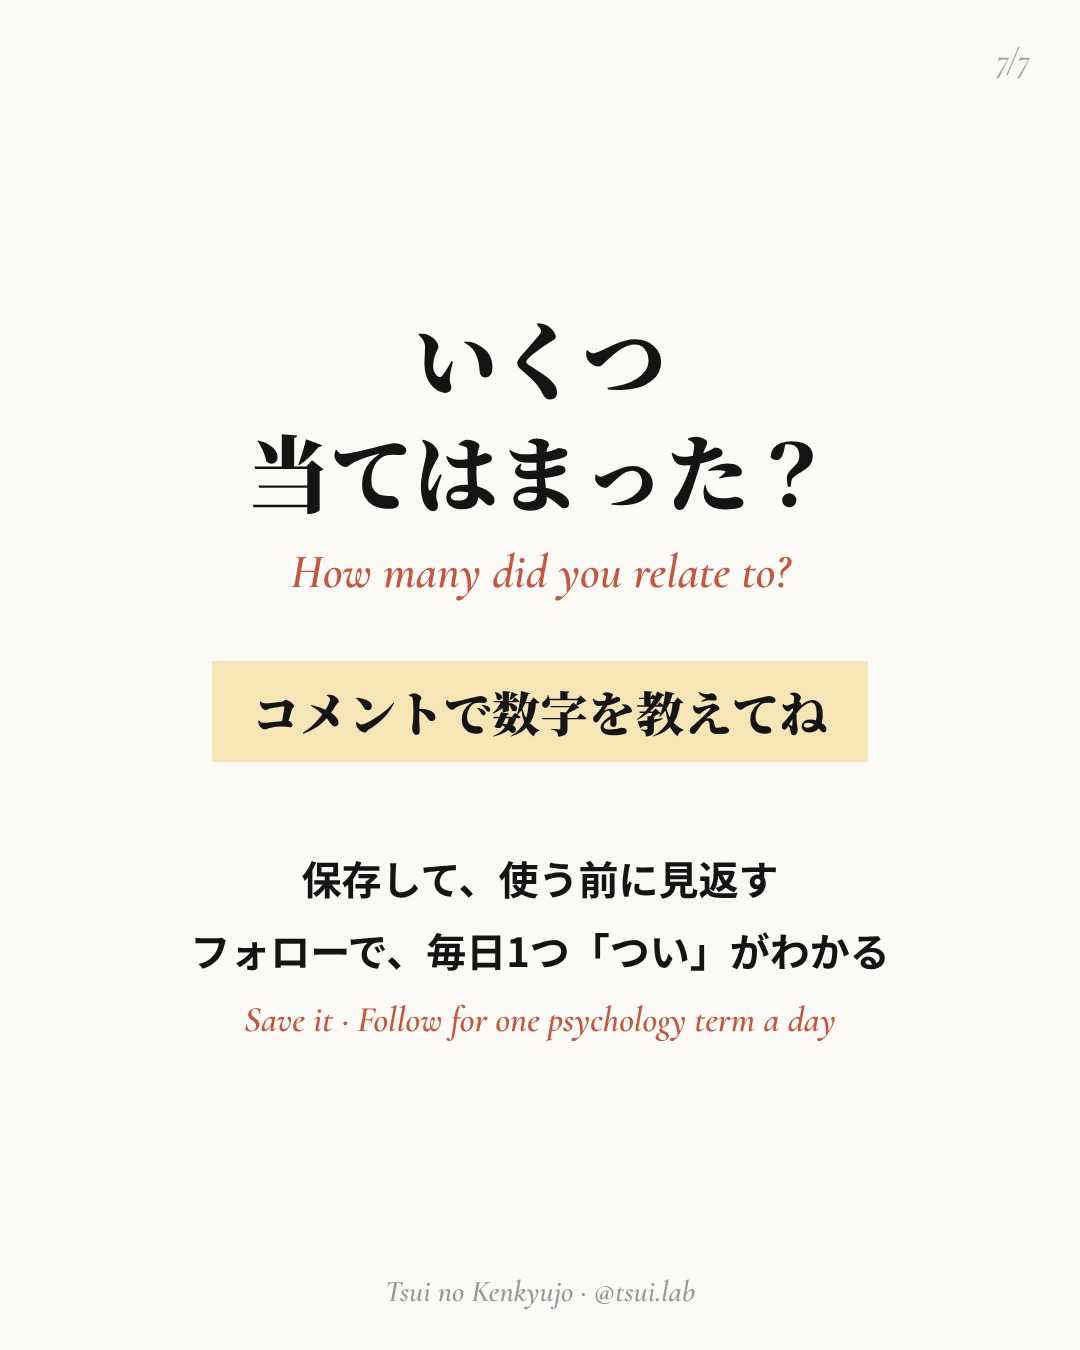 7/7
いくつ
当てはまった？
How many did you relate to?
コメントで数字を教えてね
保存して、使う前に見返す
フォローで、毎日1つ「つい」がわかる
Save it · Follow for one psychology term a day
Tsui no Kenkyujo · @tsui.lab